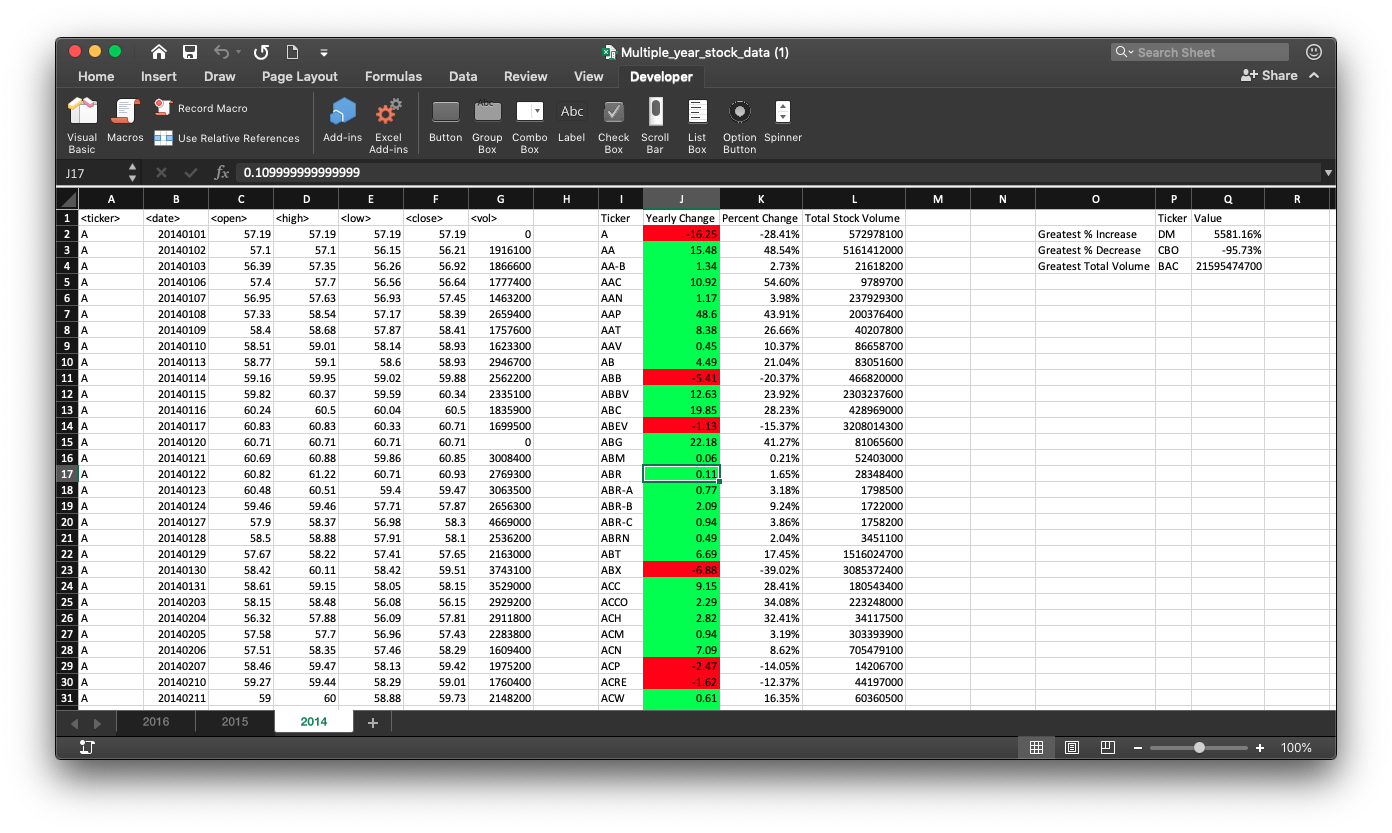 Multiple_year_stock_data (1)
Search Sheet
Home Insert Draw Page Layout Formulas Data Review View Developer
Share
Visual Basic
Macros
Record Macro
Use Relative References
Add-ins
Excel Add-ins
Button
Abc
Group Box
Combo Box
Abc
Label
Check Box
Scroll Bar
List Box
Option Button
Spinner
J17 fx 0.109999999999999
A B C D E F G H I J K L M N O P Q R
1 <ticker> <date> <open> <high> <low> <close> <vol> Ticker Yearly Change Percent Change Total Stock Volume Ticker Value
2 A 20140101 57.19 57.19 57.19 57.19 0 A -16.25 -28.41% 572978100 Greatest % Increase DM 5581.16%
3 A 20140102 57.1 57.1 56.15 56.21 1916100 AA 15.48 48.54% 5161412000 Greatest % Decrease CBO -95.73%
4 A 20140103 56.39 57.35 56.26 56.92 1866600 AA-B 1.34 2.73% 21618200 Greatest Total Volume BAC 21595474700
5 A 20140106 57.4 57.7 56.56 56.64 1777400 AAC 10.92 54.60% 9789700
6 A 20140107 56.95 57.63 56.93 57.45 1463200 AAN 1.17 3.98% 237929300
7 A 20140108 57.33 58.54 57.17 58.39 2659400 AAP 48.6 43.91% 200376400
8 A 20140109 58.4 58.68 57.87 58.41 1757600 AAT 8.38 26.66% 40207800
9 A 20140110 58.51 59.01 58.14 58.93 1623300 AAV 0.45 10.37% 86658700
10 A 20140113 58.77 59.1 58.6 58.93 2946700 AB 4.49 21.04% 83051600
11 A 20140114 59.16 59.95 59.02 59.88 2562200 ABB -5.41 -20.37% 466820000
12 A 20140115 59.82 60.37 59.59 60.34 2335100 ABBV 12.63 23.92% 2303237600
13 A 20140116 60.24 60.5 60.04 60.5 1835900 ABC 19.85 28.23% 428969000
14 A 20140117 60.83 60.83 60.33 60.71 1699500 ABEV -1.13 -15.37% 3208014300
15 A 20140120 60.71 60.71 60.71 60.71 0 ABG 22.18 41.27% 81065600
16 A 20140121 60.69 60.88 59.86 60.85 3008400 ABM 0.06 0.21% 52403000
17 A 20140122 60.82 61.22 60.71 60.93 2769300 ABR 0.11 1.65% 28348400
18 A 20140123 60.48 60.51 59.4 59.47 3063500 ABR-A 0.77 3.18% 1798500
19 A 20140124 59.46 59.46 57.71 57.87 2656300 ABR-B 2.09 9.24% 1722000
20 A 20140127 57.9 58.37 56.98 58.3 4669000 ABR-C 0.94 3.86% 1758200
21 A 20140128 58.5 58.88 57.91 58.1 2536200 ABRN 0.49 2.04% 3451100
22 A 20140129 57.67 58.22 57.41 57.65 2163000 ABT 6.69 17.45% 1516024700
23 A 20140130 58.42 60.11 58.42 59.51 3743100 ABX -6.88 -39.02% 3085372400
24 A 20140131 58.61 59.15 58.05 58.15 3529000 ACC 9.15 28.41% 180543400
25 A 20140203 58.15 58.48 56.08 56.15 2929200 ACCO 2.29 34.08% 223248000
26 A 20140204 56.32 57.88 56.09 57.81 2911800 ACH 2.82 32.41% 34117500
27 A 20140205 57.58 57.7 56.96 57.43 2283800 ACM 0.94 3.19% 303393900
28 A 20140206 57.51 58.35 57.46 58.29 1609400 ACN 7.09 8.62% 705479100
29 A 20140207 58.46 59.47 58.13 59.42 1975200 ACP -2.47 -14.05% 14206700
30 A 20140210 59.27 59.44 58.29 59.01 1760400 ACRE -1.62 -12.37% 44197000
31 A 20140211 59 60 58.88 59.73 2148200 ACW 0.61 16.35% 60360500
2016 2015 2014 +
100%